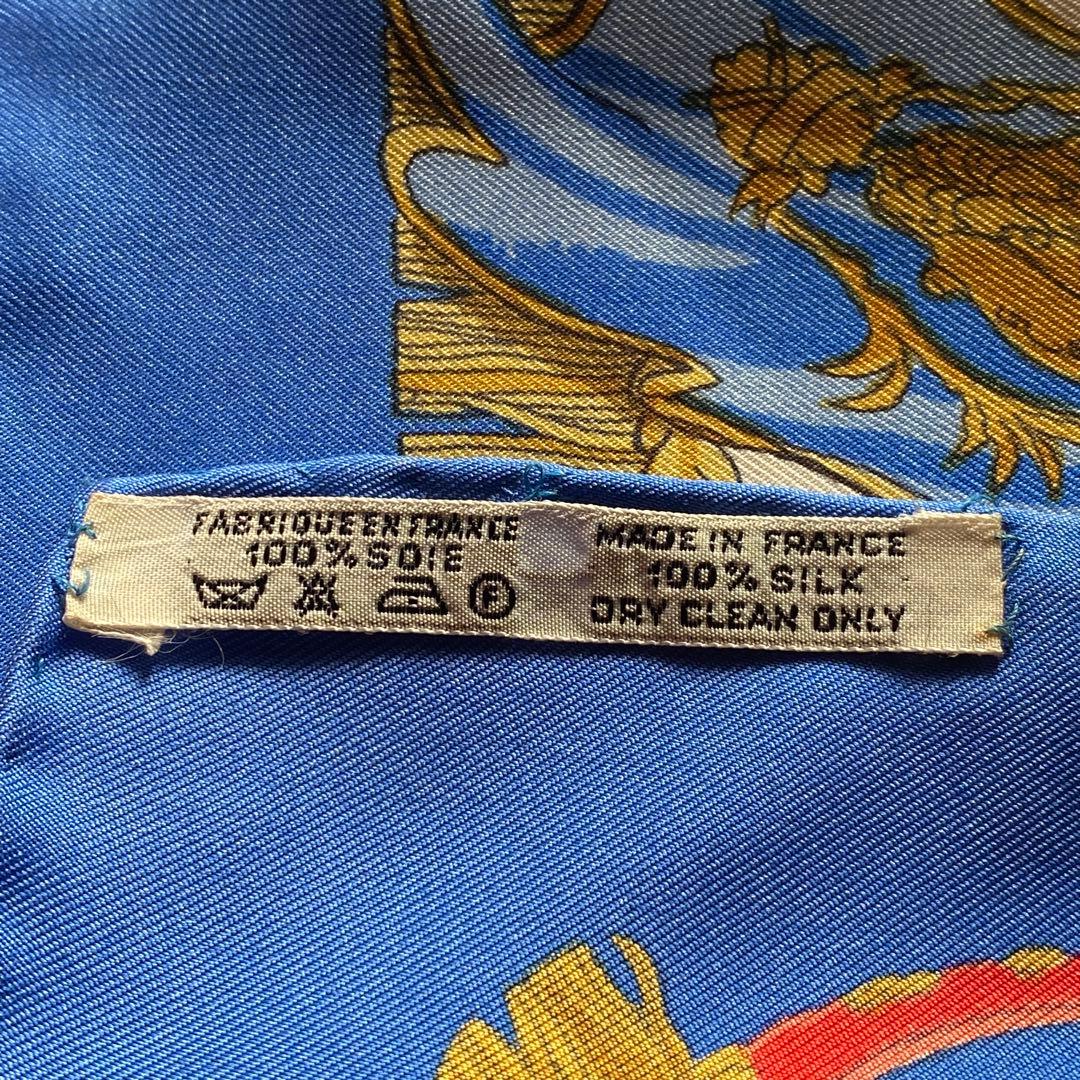 FABRIQUE EN FRANCE
100% SOIE
F
MADE IN FRANCE
100% SILK
DRY CLEAN ONLY